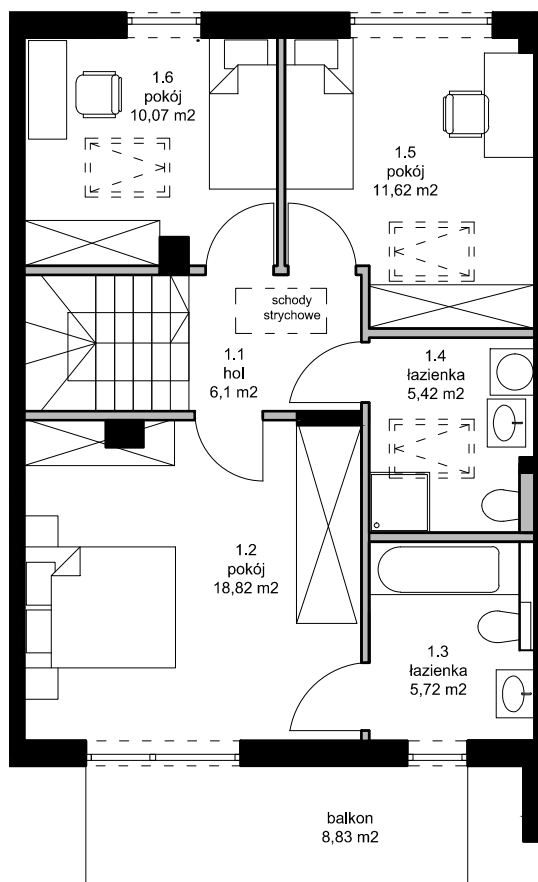 1.6
pokój
10,07 m2
1.5
pokój
11,62 m2
schody
strychowe
1.1
hol
6,1 m2
1.4
łazienka
5,42 m2
1.2
pokój
18,82 m2
1.3
łazienka
5,72 m2
balkon
8,83 m2